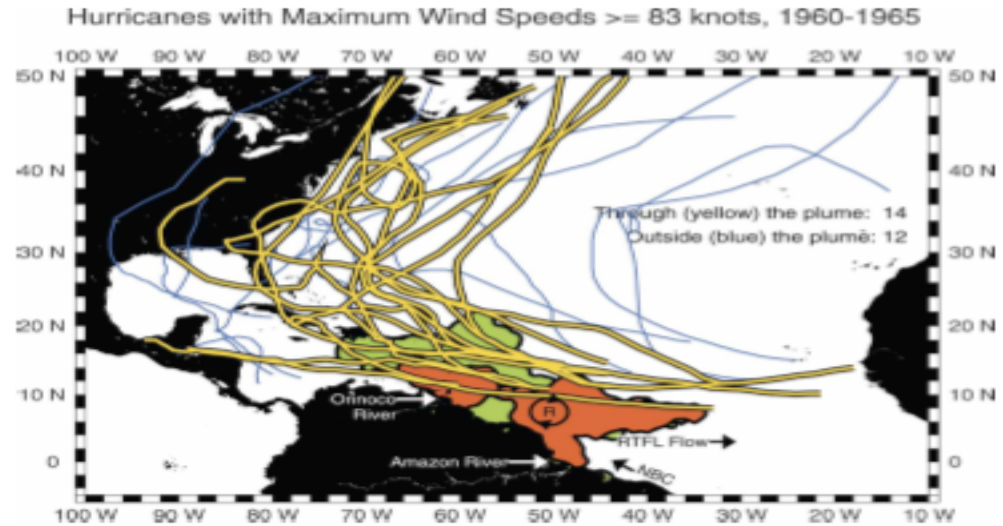 Hurricanes with Maximum Wind Speeds >= 83 knots, 1960-1965
100 W 90 W 80 W 70 W 60 W 50 W 40 W 30 W 20 W 10 W
50 N 50 N
40 N 40 N
Through (yellow) the plume: 14
Outside (blue) the plume: 12
30 N 30 N
20 N 20 N
10 N 10 N
Orinoco
River
R
RTFL Flow
Amazon River
NBC
0 0
100 W 90 W 80 W 70 W 60 W 50 W 40 W 30 W 20 W 10 W